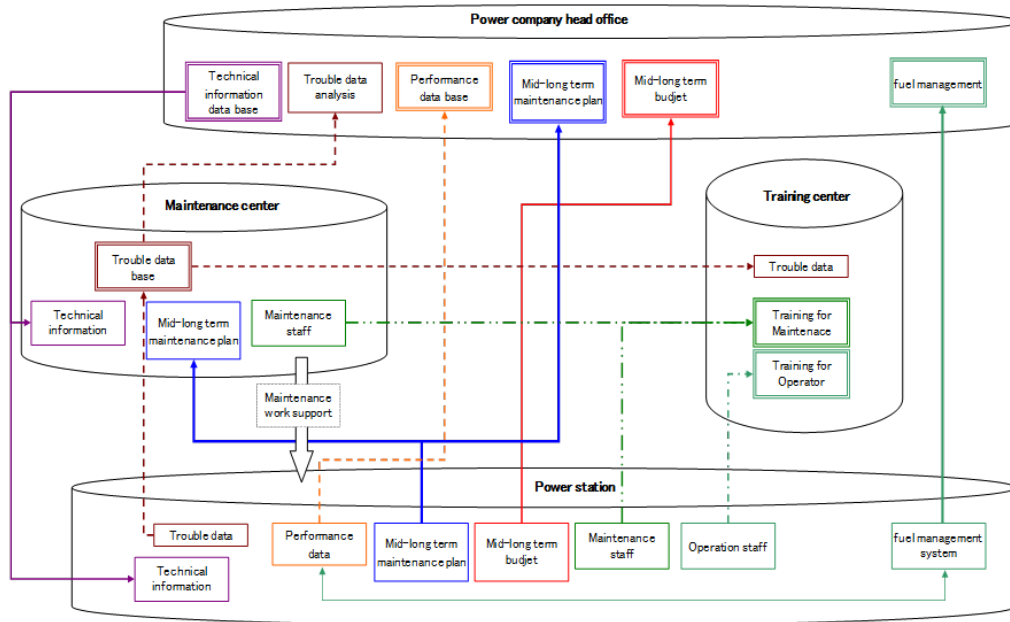 Power company head office
Technical
information
data base
Trouble data
analysis
Performance
data base
Mid-long term
maintenance plan
Mid-long term
budjet
fuel management
Maintenance center
Training center
Trouble data
base
Trouble data
Technical
information
Mid-long term
maintenance plan
Maintenance
staff
Training for
Maintenace
Training for
Operator
Maintenance
work support
Power station
Trouble data
Technical
information
Performance
data
Mid-long term
maintenance plan
Mid-long term
budjet
Maintenance
staff
Operation staff
fuel management
system